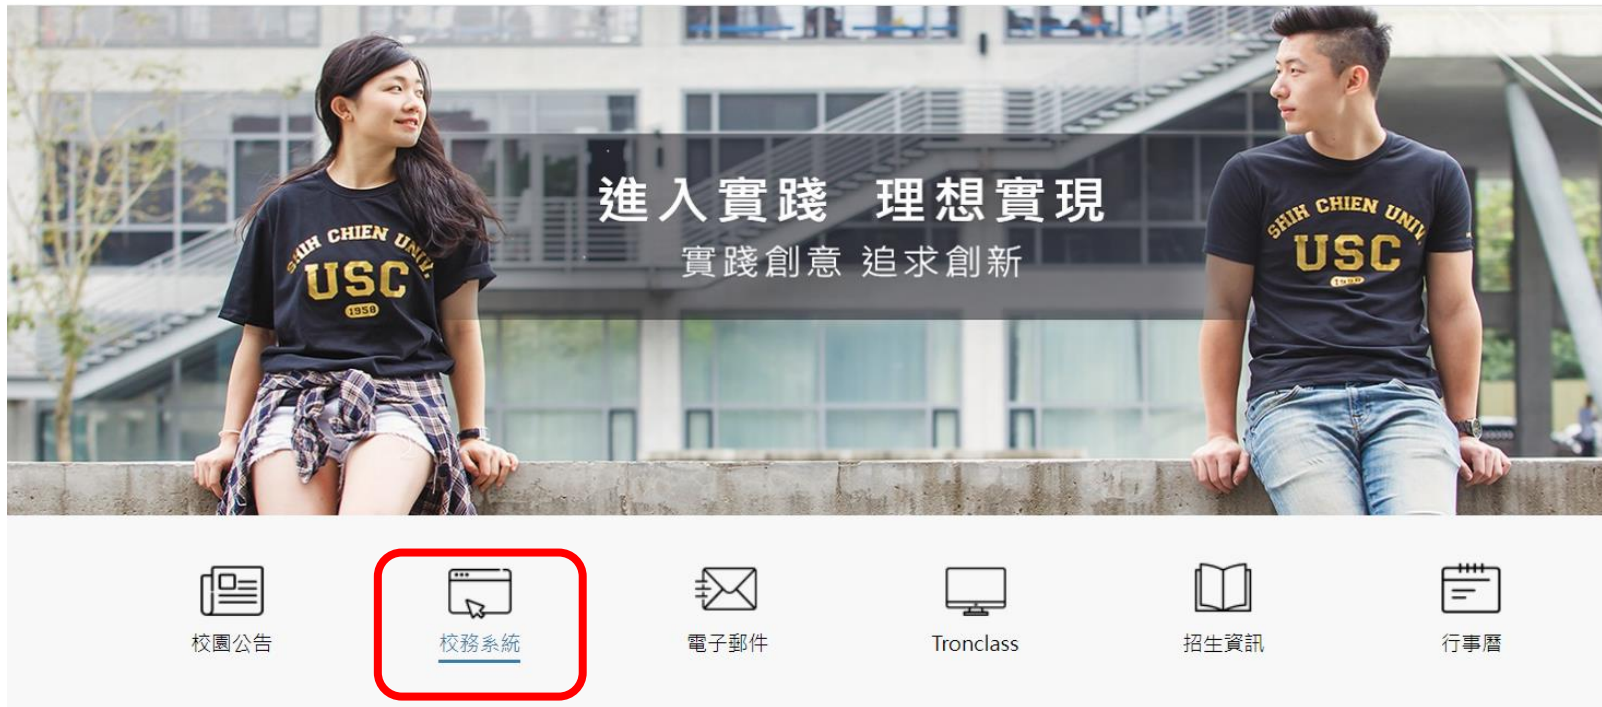 進入實踐 理想實現
實踐創意 追求創新
SHIH CHIEN UNIV.
USC
1958
SHIH CHIEN UNIV.
USC
1958
校園公告
校務系統
電子郵件
Tronclass
招生資訊
行事曆